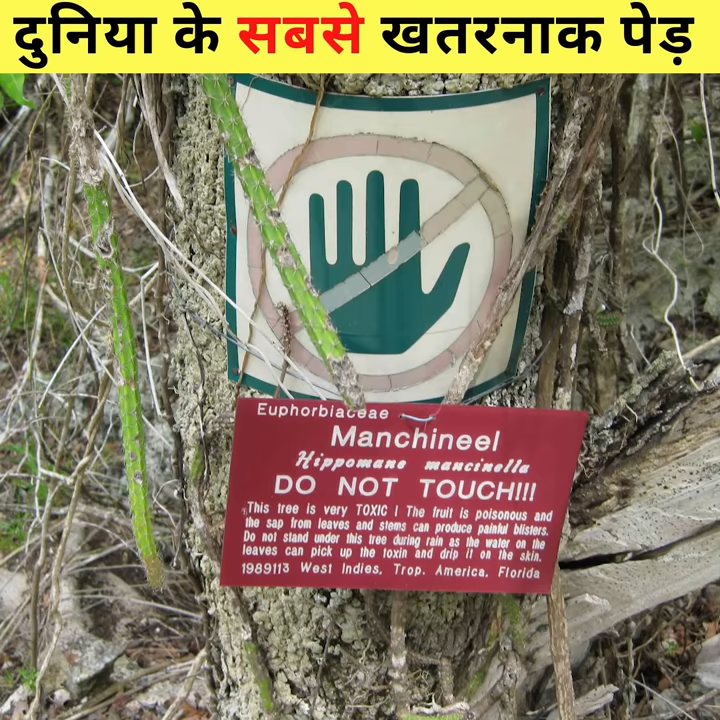 दुनिया के सबसे खतरनाक पेड़
Euphorbiaceae
Manchineel
Hippomane mancinella
DO NOT TOUCH!!!
This tree is very TOXIC ! The fruit is poisonous and
the sap from leaves and stems can produce painful blisters.
Do not stand under this tree during rain as the water on the
leaves can pick up the toxin and drip it on the skin.
1989113 West Indies, Trop. America, Florida